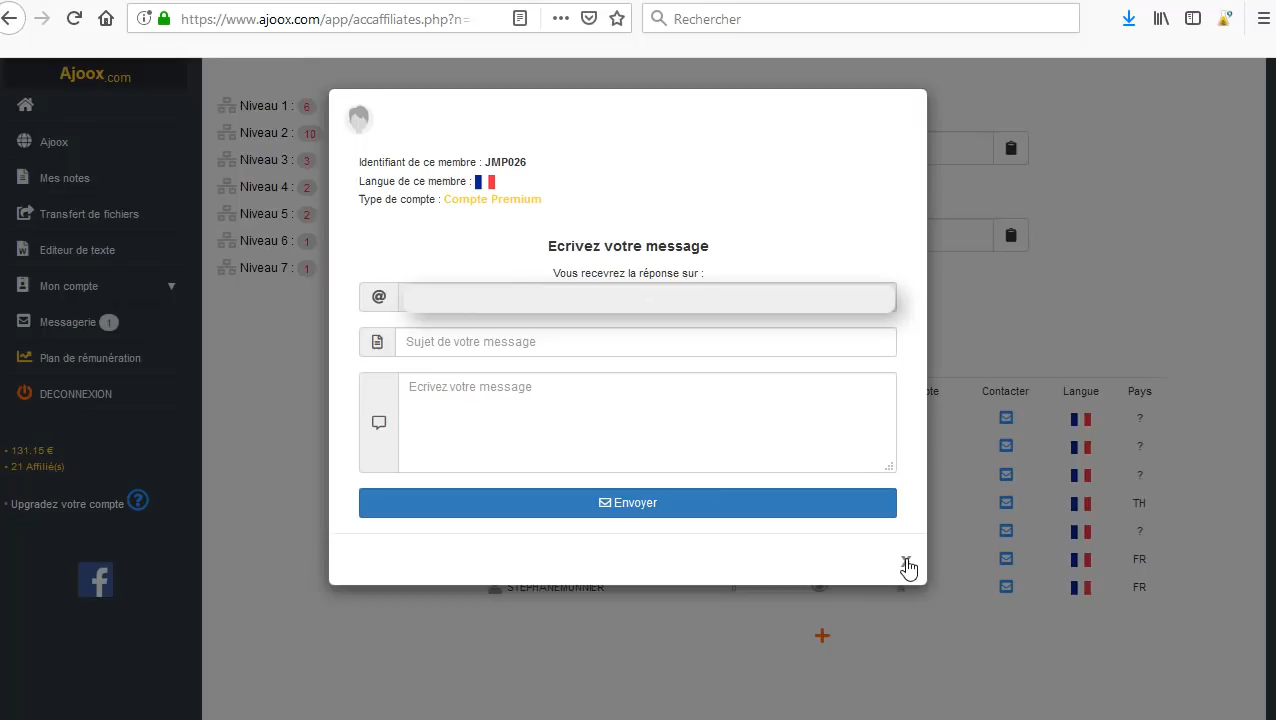 https://www.ajoox.com/app/accaffiliates.php?n=
Rechercher
Ajoox.com
Ajoox
Mes notes
Transfert de fichiers
Editeur de texte
Mon compte
Messagerie 1
Plan de rémunération
DECONNEXION
• 131.15 €
• 21 Affilié(s)
• Upgradez votre compte ?
Niveau 1 : 6
Niveau 2 : 10
Niveau 3 : 3
Niveau 4 : 2
Niveau 5 : 2
Niveau 6 : 1
Niveau 7 : 1
Identifiant de ce membre : JMP026
Langue de ce membre :
Type de compte : Compte Premium
Ecrivez votre message
Vous recevrez la réponse sur :
@
Sujet de votre message
Ecrivez votre message
Envoyer
x
Contacter Langue Pays
?
?
?
TH
?
FR
STEPHANEMONNIER FR
+